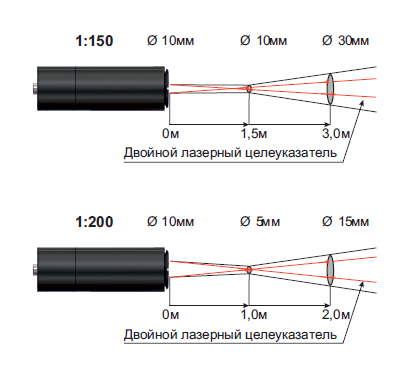 1:150 Ø 10мм Ø 10мм Ø 30мм
0м 1,5м 3,0м
Двойной лазерный целеуказатель
1:200 Ø 10мм Ø 5мм Ø 15мм
0м 1,0м 2,0м
Двойной лазерный целеуказатель